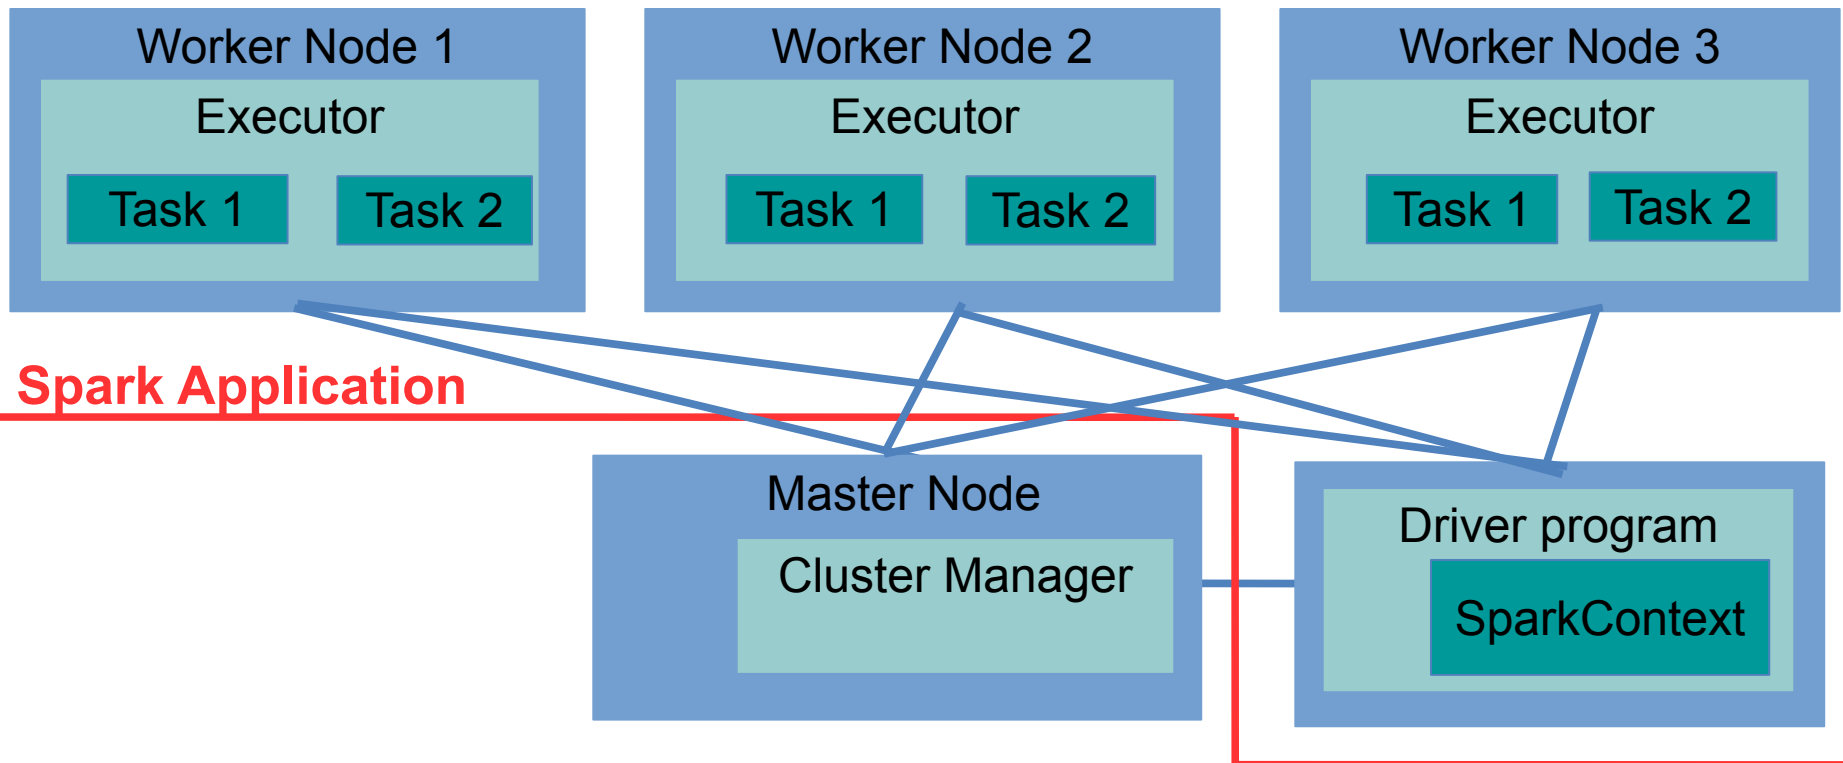 Worker Node 1
Executor
Task 1
Task 2
Worker Node 2
Executor
Task 1
Task 2
Worker Node 3
Executor
Task 1
Task 2
Spark Application
Master Node
Cluster Manager
Driver program
SparkContext